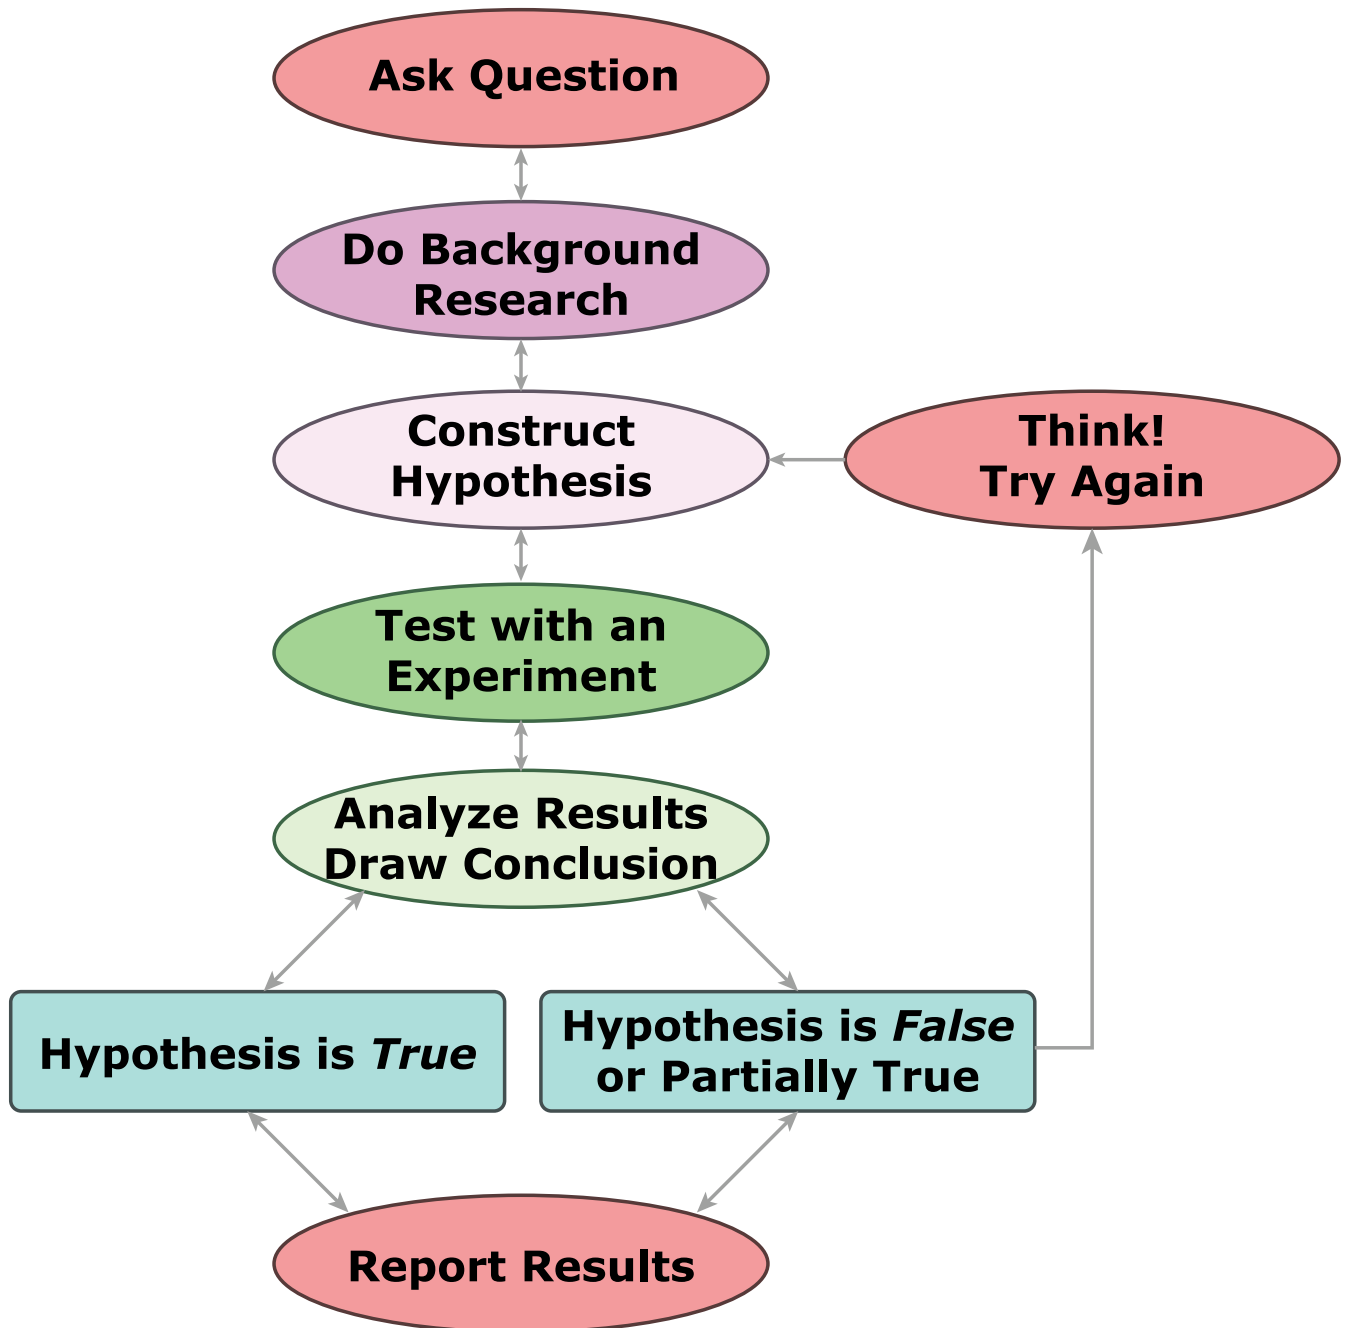 Ask Question
Do Background
Research
Construct
Hypothesis
Think!
Try Again
Test with an
Experiment
Analyze Results
Draw Conclusion
Hypothesis is True
Hypothesis is False
or Partially True
Report Results